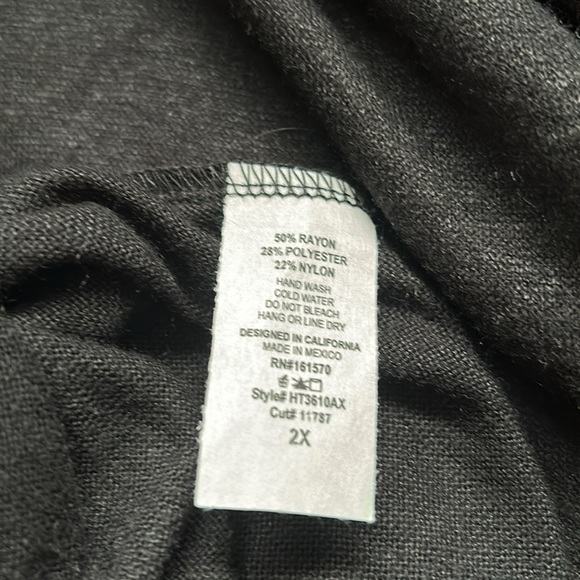 50% RAYON
28% POLYESTER
22% NYLON
HAND WASH
COLD WATER
DO NOT BLEACH
HANG OR LINE DRY
DESIGNED IN CALIFORNIA
MADE IN MEXICO
RN#161570
Style# HT3610AX
Cut# 11787
2X